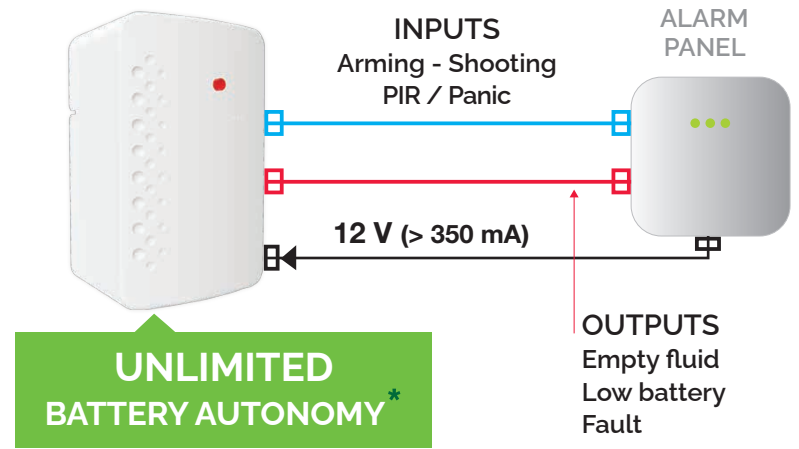 INPUTS
Arming - Shooting
PIR / Panic
ALARM
PANEL
12 V (> 350 mA)
OUTPUTS
Empty fluid
Low battery
Fault
UNLIMITED
BATTERY AUTONOMY*